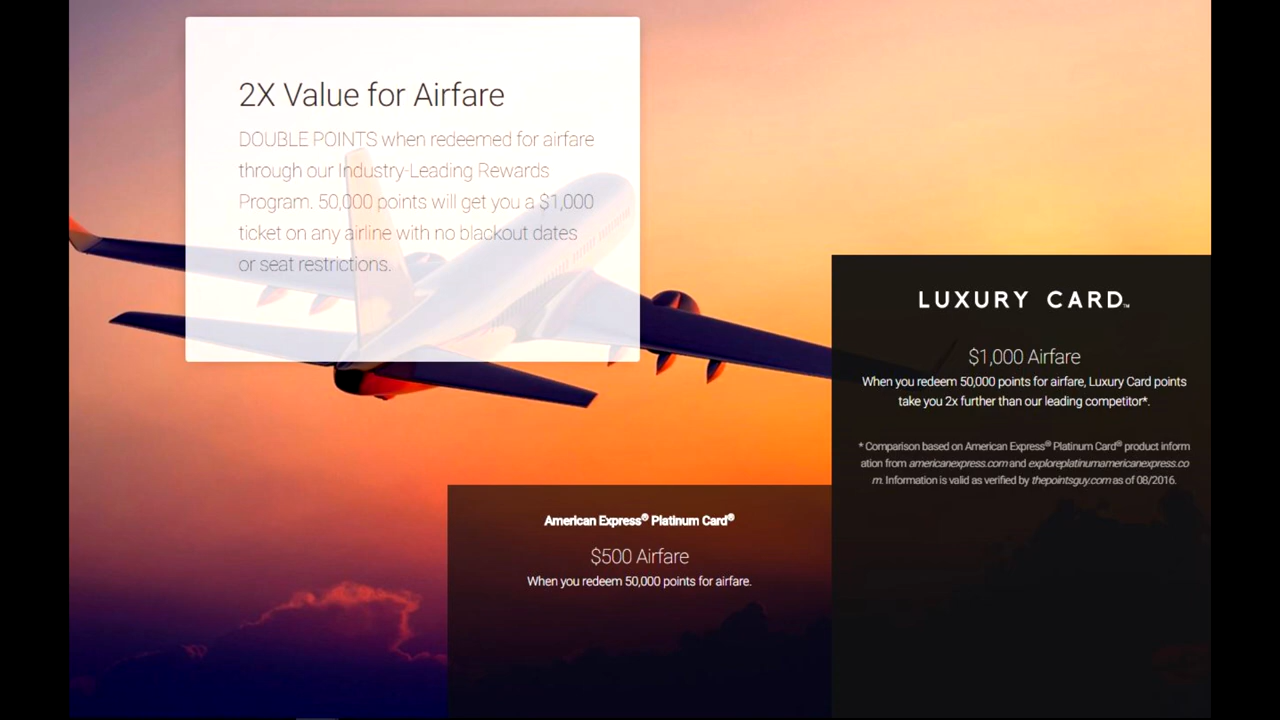 2X Value for Airfare
DOUBLE POINTS when redeemed for airfare
through our Industry-Leading Rewards
Program. 50,000 points will get you a $1,000
ticket on any airline with no blackout dates
or seat restrictions.
LUXURY CARD™
$1,000 Airfare
When you redeem 50,000 points for airfare, Luxury Card points
take you 2x further than our leading competitor*.
* Comparison based on American Express® Platinum Card® product inform
ation from americanexpress.com and exploreplatinumamericanexpress.co
m. Information is valid as verified by thepointsguy.com as of 08/2016.
American Express® Platinum Card®
$500 Airfare
When you redeem 50,000 points for airfare.